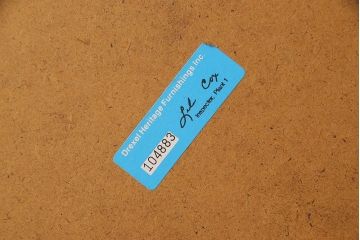 Drexel Heritage Furnishings Inc
104883
Inspector Plant 1